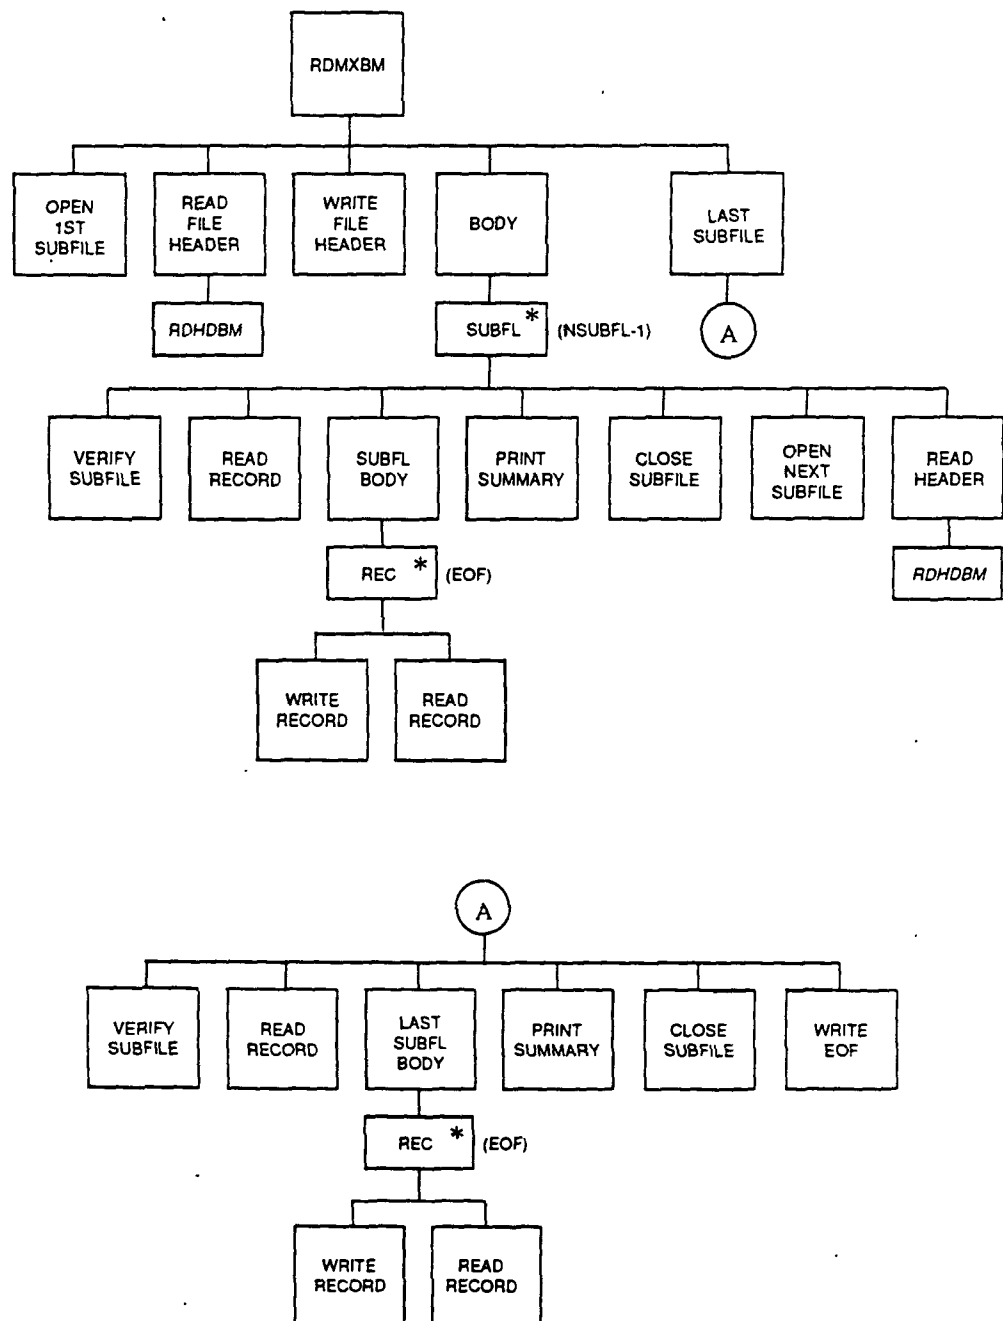 RDMXBM
OPEN
1ST
SUBFILE
READ
FILE
HEADER
WRITE
FILE
HEADER
BODY
LAST
SUBFILE
RDHDBM
SUBFL *
(NSUBFL-1)
A
VERIFY
SUBFILE
READ
RECORD
SUBFL
BODY
PRINT
SUMMARY
CLOSE
SUBFILE
OPEN
NEXT
SUBFILE
READ
HEADER
REC *
(EOF)
RDHDBM
WRITE
RECORD
READ
RECORD
A
VERIFY
SUBFILE
READ
RECORD
LAST
SUBFL
BODY
PRINT
SUMMARY
CLOSE
SUBFILE
WRITE
EOF
REC *
(EOF)
WRITE
RECORD
READ
RECORD